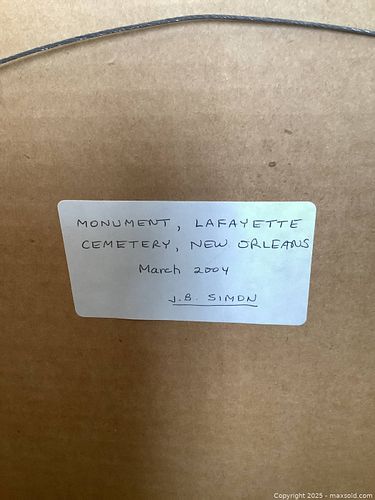 MONUMENT, LAFAYETTE
CEMETERY, NEW ORLEANS
March 2004
J.B. SIMON
Copyright © 2025 - maxsold.com